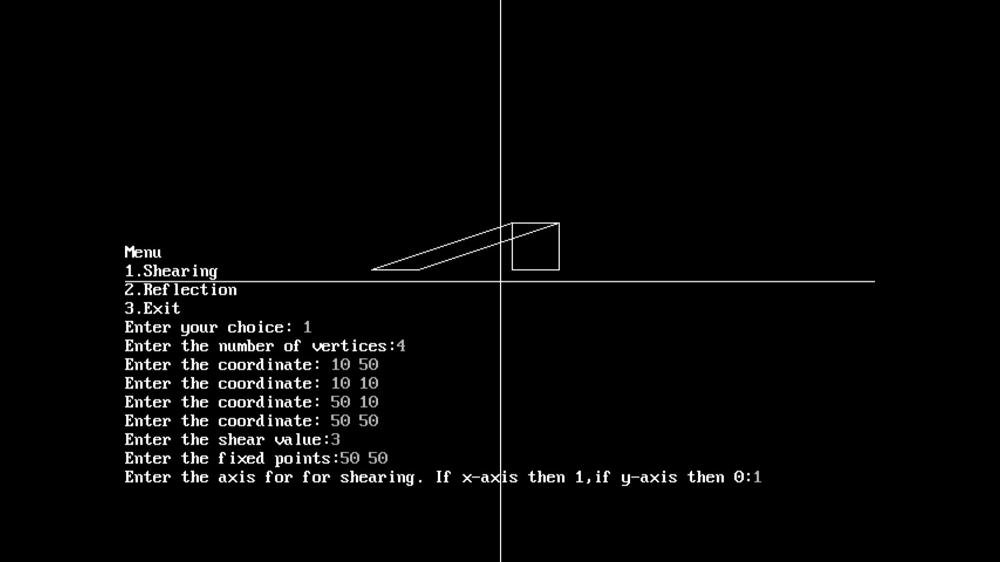 Menu
1.Shearing
2.Reflection
3.Exit
Enter your choice: 1
Enter the number of vertices:4
Enter the coordinate: 10 50
Enter the coordinate: 10 10
Enter the coordinate: 50 10
Enter the coordinate: 50 50
Enter the shear value:3
Enter the fixed points:50 50
Enter the axis for for shearing. If x-axis then 1,if y-axis then 0:1